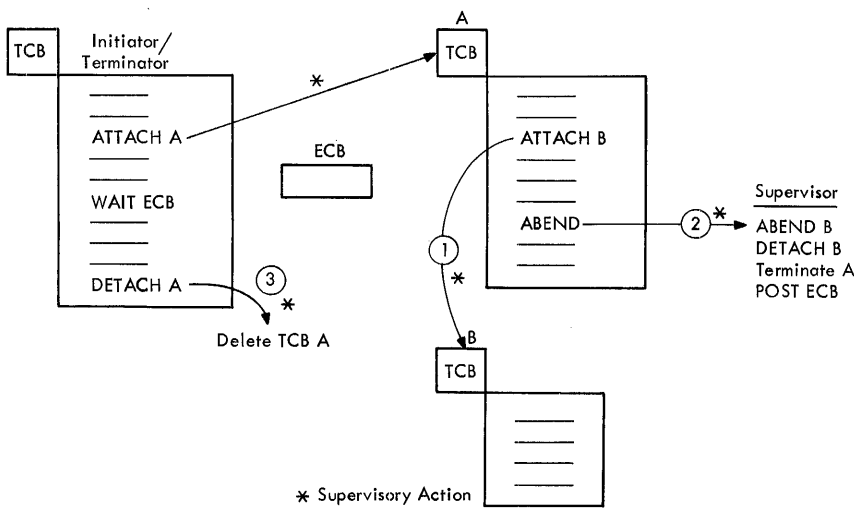 TCB
Initiator/
Terminator
ATTACH A
WAIT ECB
DETACH A
*
ECB
3
*
Delete TCB A
A
TCB
ATTACH B
ABEND
1
*
2
*
Supervisor
ABEND B
DETACH B
Terminate A
POST ECB
B
TCB
* Supervisory Action